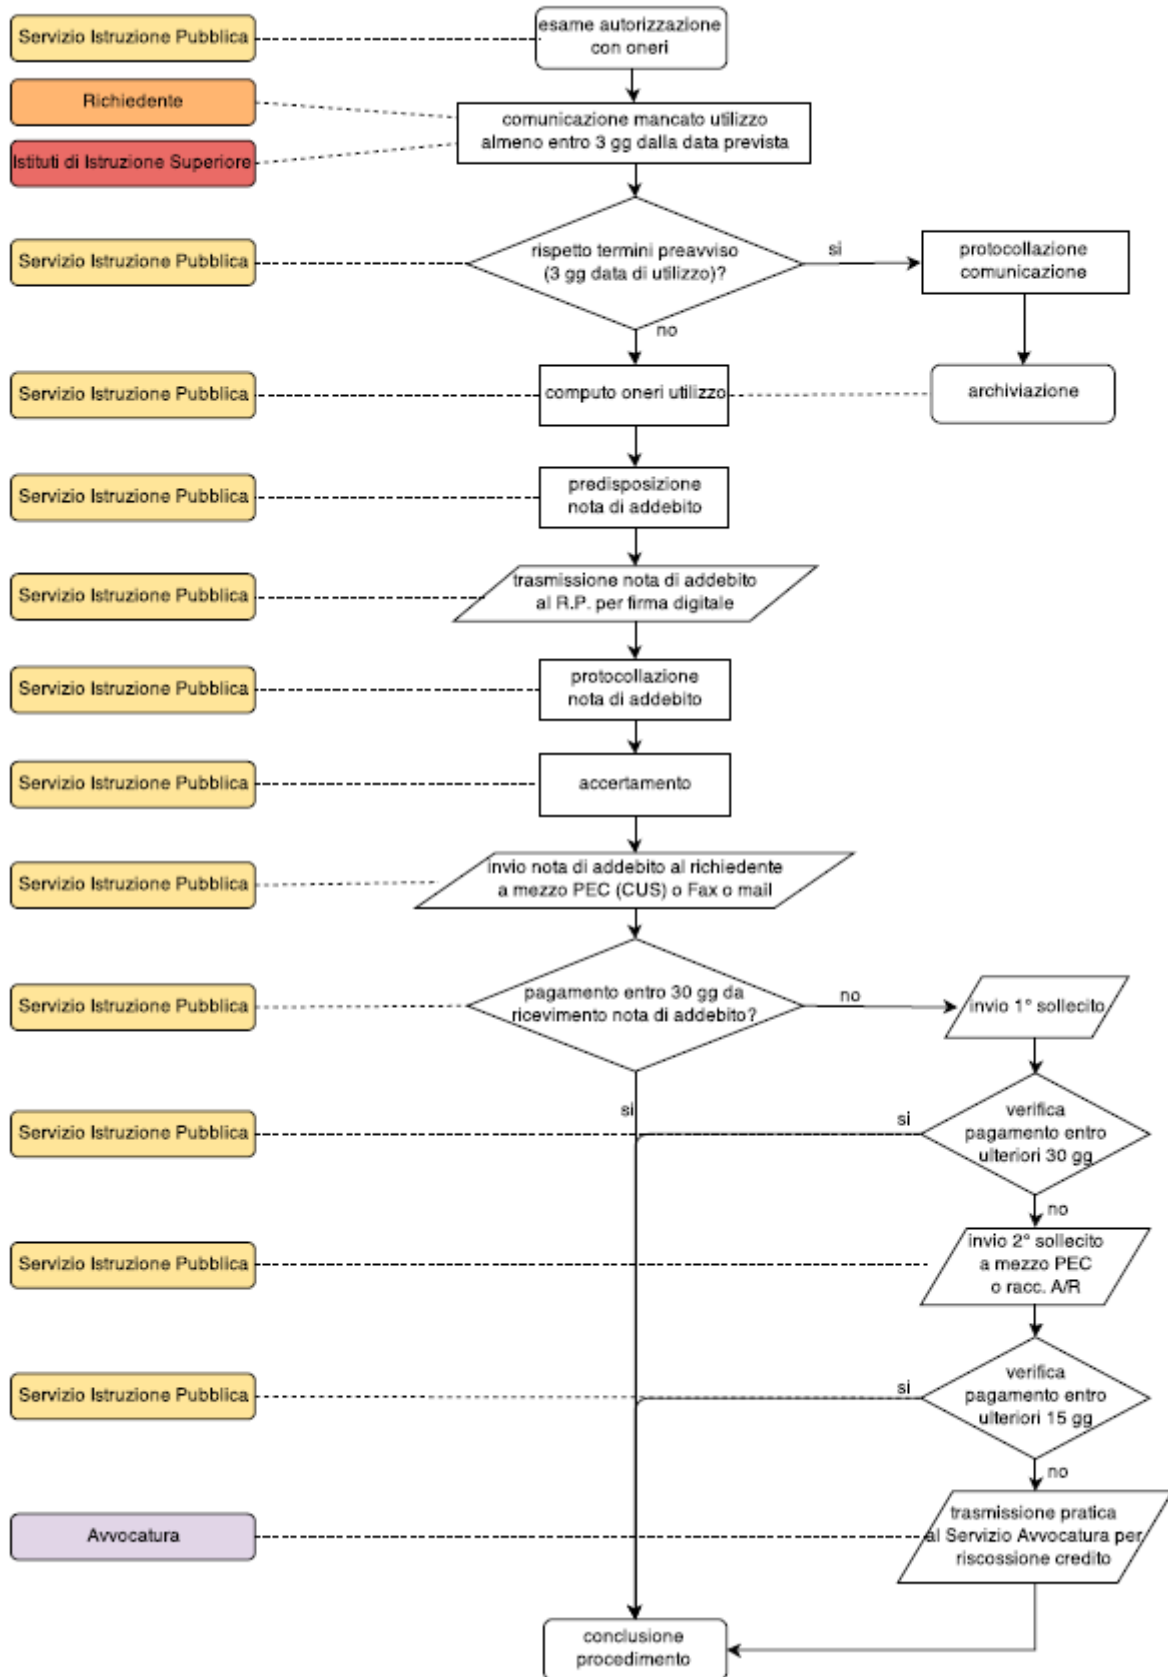 Servizio Istruzione Pubblica
esame autorizzazione
con oneri
Richiedente
comunicazione mancato utilizzo
almeno entro 3 gg dalla data prevista
Istituti di Istruzione Superiore
Servizio Istruzione Pubblica
rispetto termini preavviso
(3 gg data di utilizzo)?
si
protocollazione
comunicazione
no
Servizio Istruzione Pubblica
computo oneri utilizzo
archiviazione
Servizio Istruzione Pubblica
predisposizione
nota di addebito
Servizio Istruzione Pubblica
trasmissione nota di addebito
al R.P. per firma digitale
Servizio Istruzione Pubblica
protocollazione
nota di addebito
Servizio Istruzione Pubblica
accertamento
Servizio Istruzione Pubblica
invio nota di addebito al richiedente
a mezzo PEC (CUS) o Fax o mail
Servizio Istruzione Pubblica
pagamento entro 30 gg da
ricevimento nota di addebito?
no
invio 1° sollecito
si
Servizio Istruzione Pubblica
si
verifica
pagamento entro
ulteriori 30 gg
no
Servizio Istruzione Pubblica
invio 2° sollecito
a mezzo PEC
o racc. A/R
Servizio Istruzione Pubblica
si
verifica
pagamento entro
ulteriori 15 gg
no
Avvocatura
trasmissione pratica
al Servizio Avvocatura per
riscossione credito
conclusione
procedimento